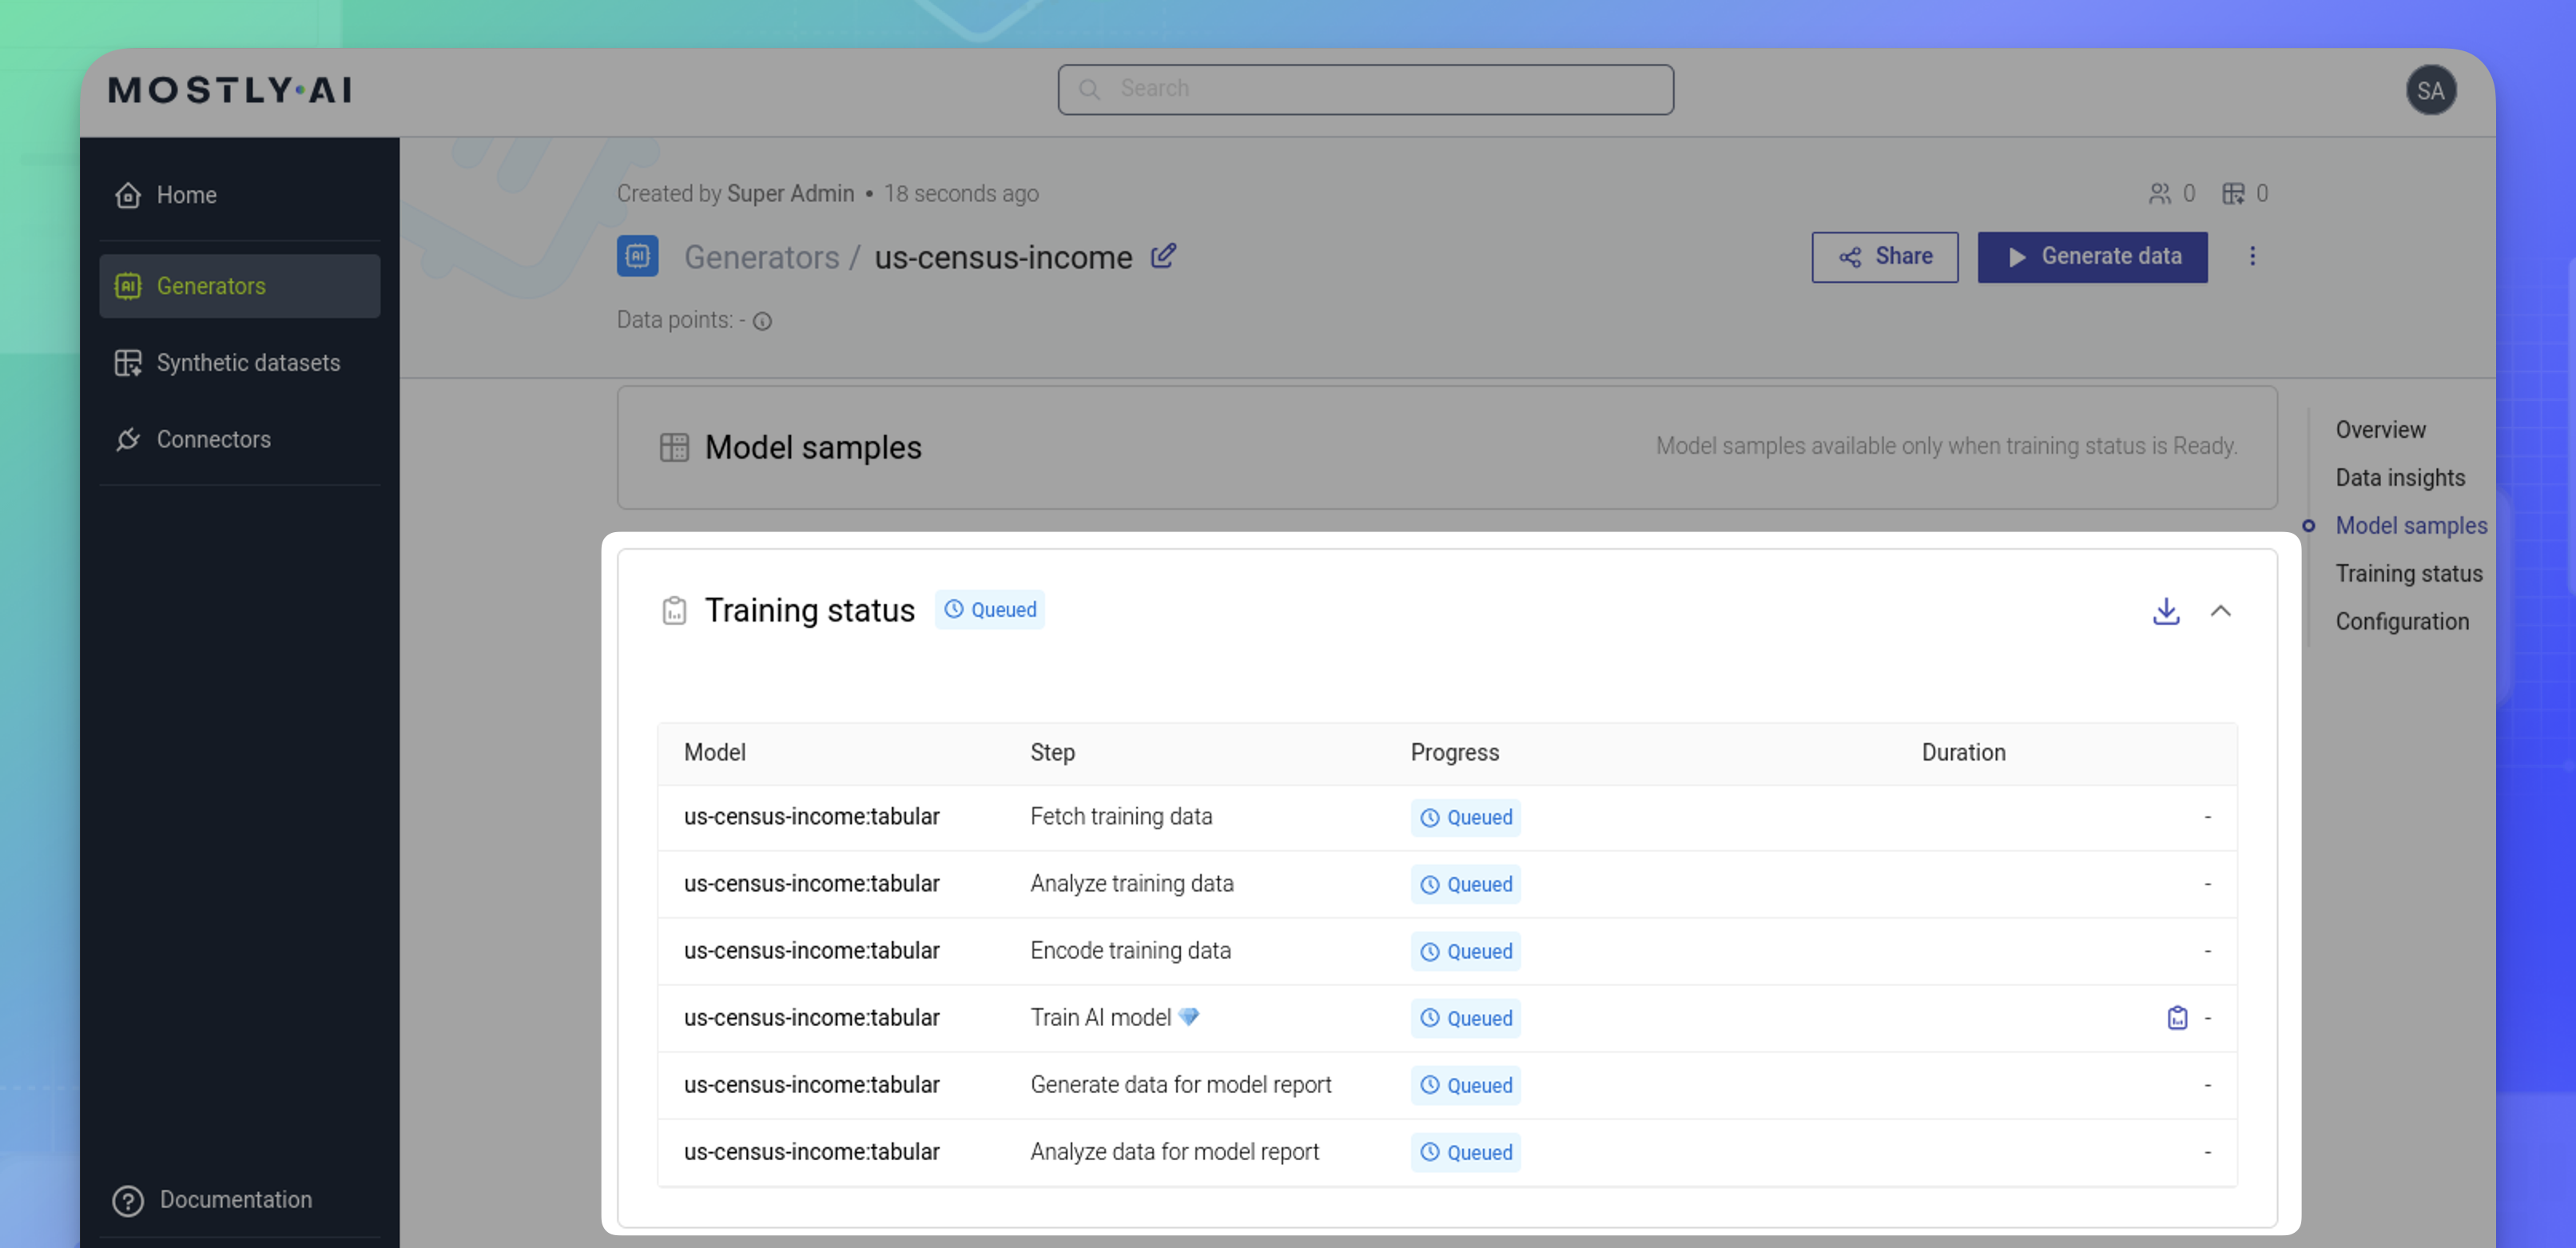 MOSTLY·AI
Search
SA
Home
Generators
Synthetic datasets
Connectors
Documentation
Created by Super Admin • 18 seconds ago
0 0
AI Generators / us-census-income
Share
Generate data
Data points: -
Model samples
Model samples available only when training status is Ready.
Overview
Data insights
Model samples
Training status
Configuration
Training status Queued
Model Step Progress Duration
us-census-income:tabular Fetch training data Queued -
us-census-income:tabular Analyze training data Queued -
us-census-income:tabular Encode training data Queued -
us-census-income:tabular Train AI model 💎 Queued -
us-census-income:tabular Generate data for model report Queued -
us-census-income:tabular Analyze data for model report Queued -